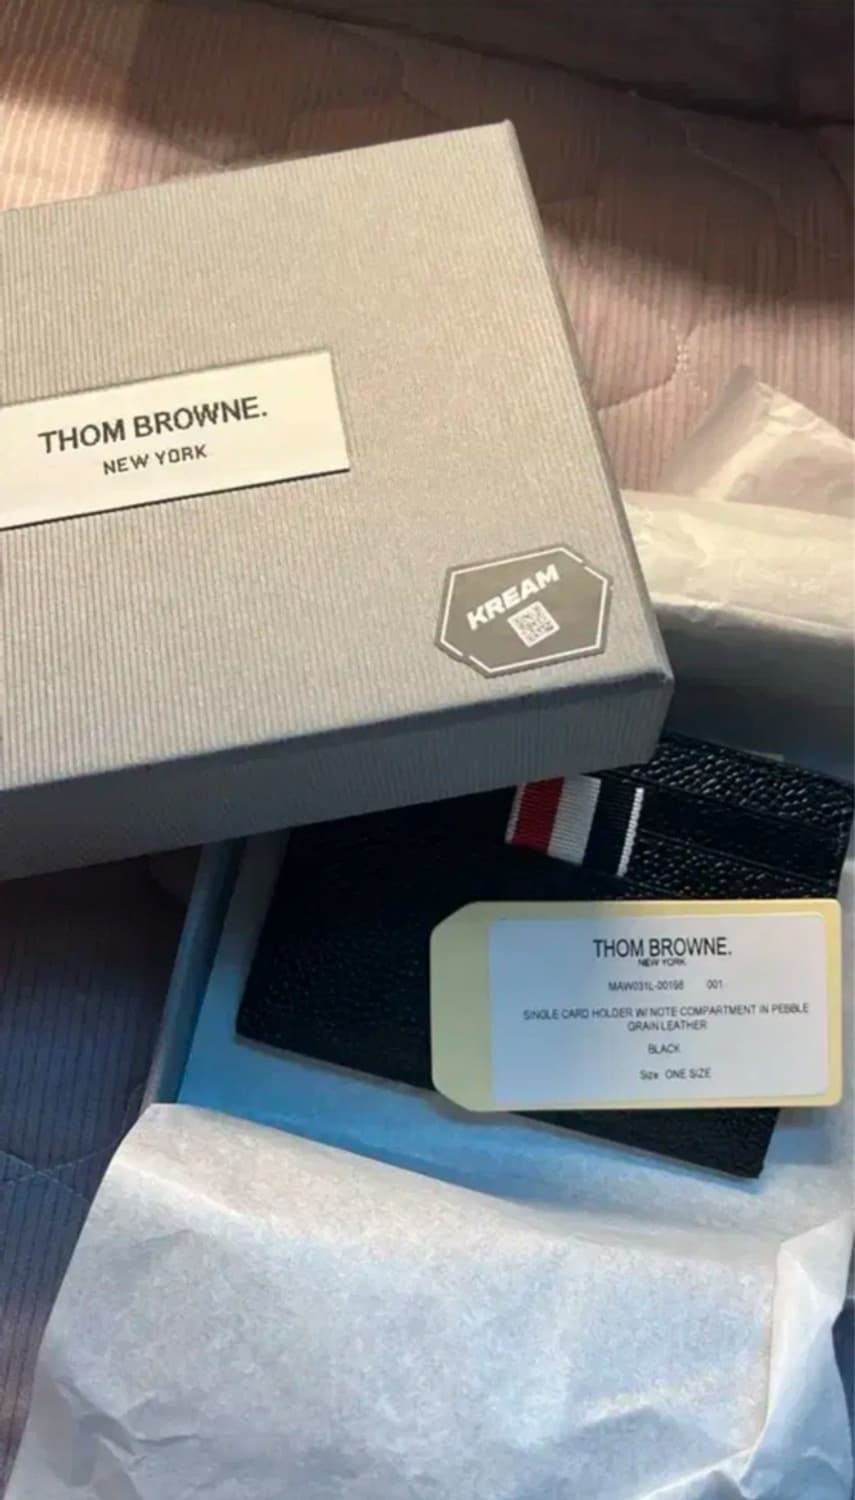 THOM BROWNE.
NEW YORK
KREAM
THOM BROWNE.
NEW YORK
MAW031L-00198 001
SINGLE CARD HOLDER W/ NOTE COMPARTMENT IN PEBBLE
GRAIN LEATHER
BLACK
Size ONE SIZE